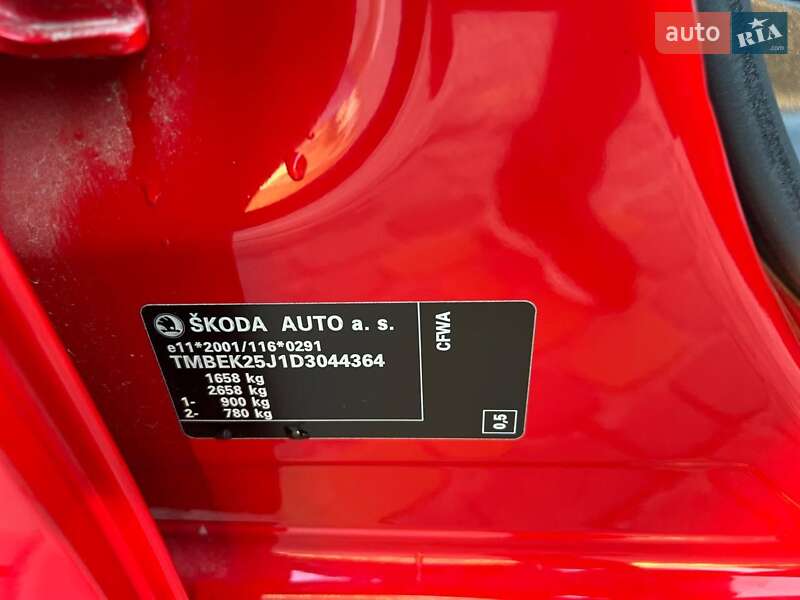 auto RIA
.com
ŠKODA AUTO a. s.
e11*2001/116*0291
TMBEK25J1D3044364
1658 kg
2658 kg
1- 900 kg
2- 780 kg
CFWA
0,5